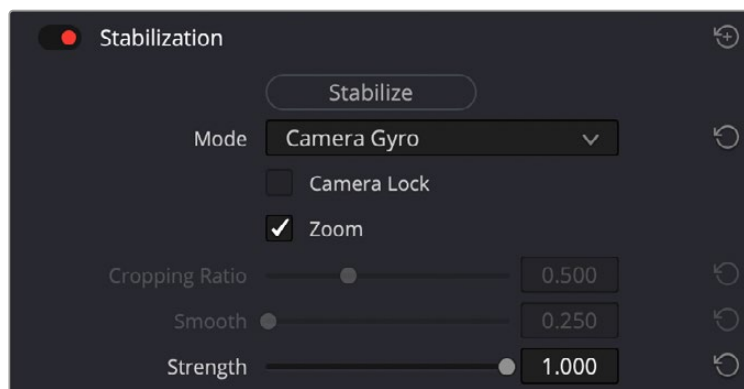 Stabilization
Stabilize
Mode Camera Gyro
Camera Lock
Zoom
Cropping Ratio 0.500
Smooth 0.250
Strength 1.000